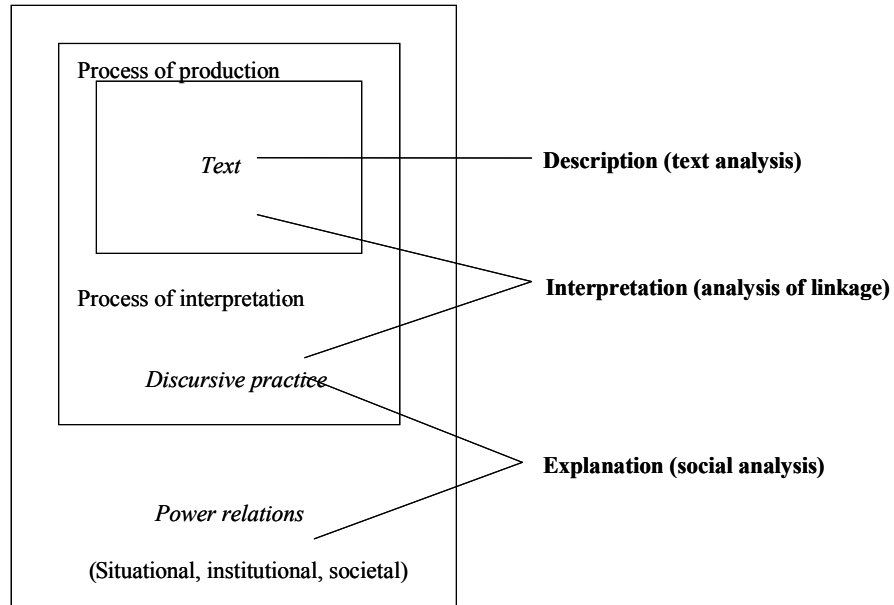 Process of production
Text
Description (text analysis)
Process of interpretation
Interpretation (analysis of linkage)
Discursive practice
Explanation (social analysis)
Power relations
(Situational, institutional, societal)